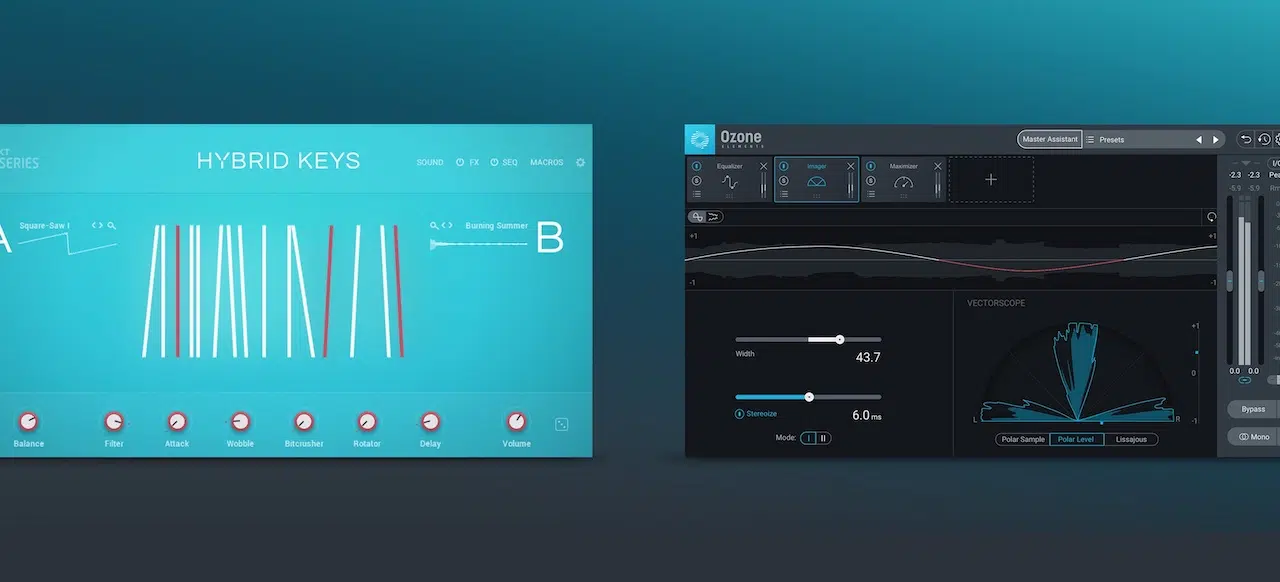 SERIES
HYBRID KEYS
SOUND
FX
SEQ
MACROS
Square-Saw I
Burning Summer
B
Balance
Filter
Attack
Wobble
Bitcrusher
Rotator
Delay
Volume
Ozone
ELEMENTS
Master Assistant
Presets
Equalizer
Imager
Maximizer
S
S
S
+1
+1
-1
-1
-2.3 -2.3
-5.9 -5.9
Width
43.7
Stereoize
6.0 ms
Mode: I II
VECTORSCOPE
+1
0
-1
L
R
Polar Sample
Polar Level
Lissajous
0.0 0.0
Bypass
Mono